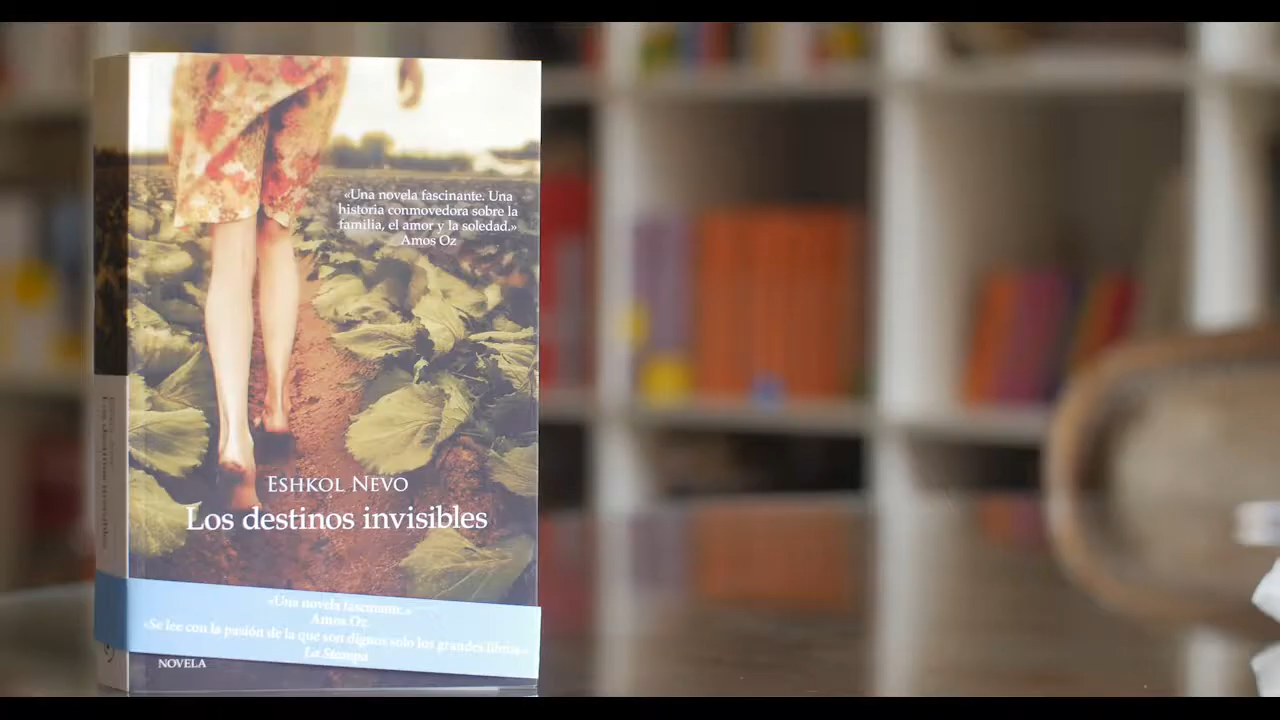 «Una novela fascinante. Una
historia conmovedora sobre la
familia, el amor y la soledad.»
Amos Oz
ESHKOL NEVO
Los destinos invisibles
«Una novela fascinante.»
Amos Oz
«Se lee con la pasión de la que son dignos solo los grandes libros.»
La Stampa
NOVELA